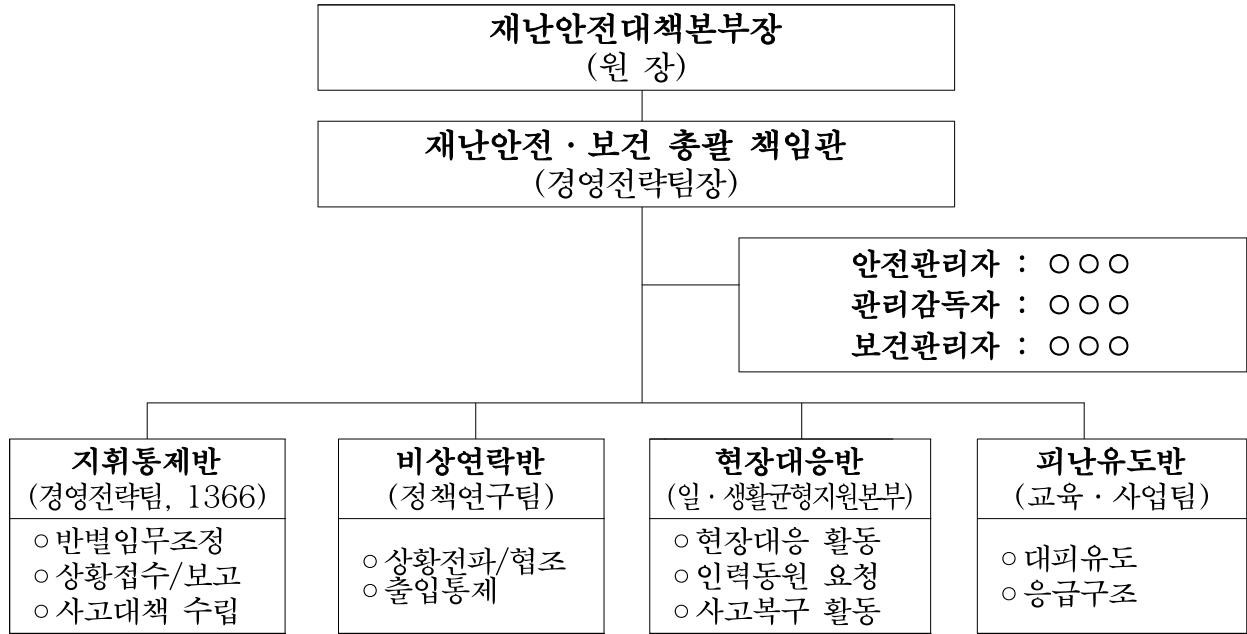 재난안전대책본부장
(원 장)
재난안전 · 보건 총괄 책임관
(경영전략팀장)
안전관리자 : ○○○
관리감독자 : ○○○
보건관리자 : ○○○
지휘통제반
(경영전략팀, 1366)
○반별임무조정
○상황접수/보고
○사고대책 수립
비상연락반
(정책연구팀)
○상황전파/협조
○출입통제
현장대응반
(일 · 생활균형지원본부)
○현장대응 활동
○인력동원 요청
○사고복구 활동
피난유도반
(교육 · 사업팀)
○대피유도
○응급구조